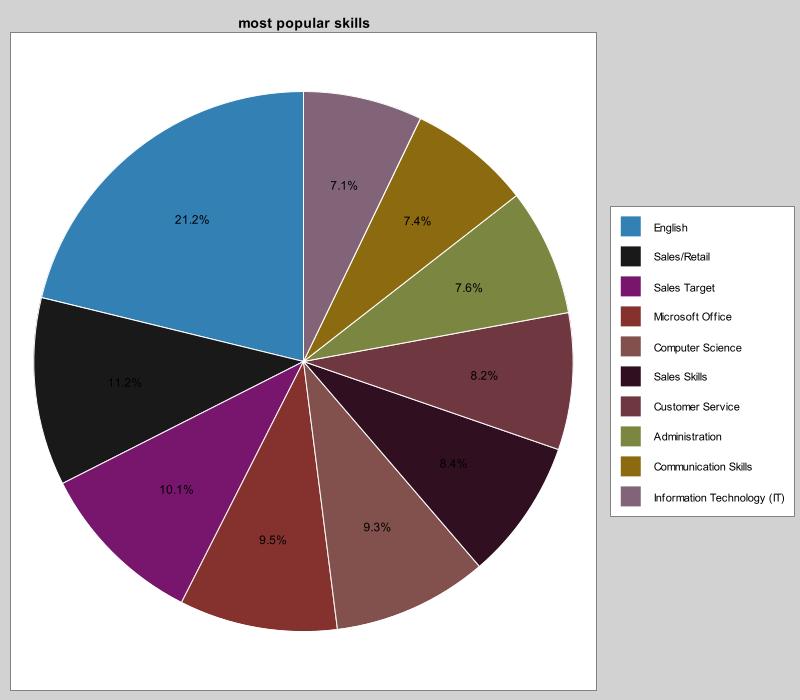 most popular skills
7.1%
7.4%
21.2%
7.6%
8.2%
11.2%
8.4%
10.1%
9.3%
9.5%
English
Sales/Retail
Sales Target
Microsoft Office
Computer Science
Sales Skills
Customer Service
Administration
Communication Skills
Information Technology (IT)